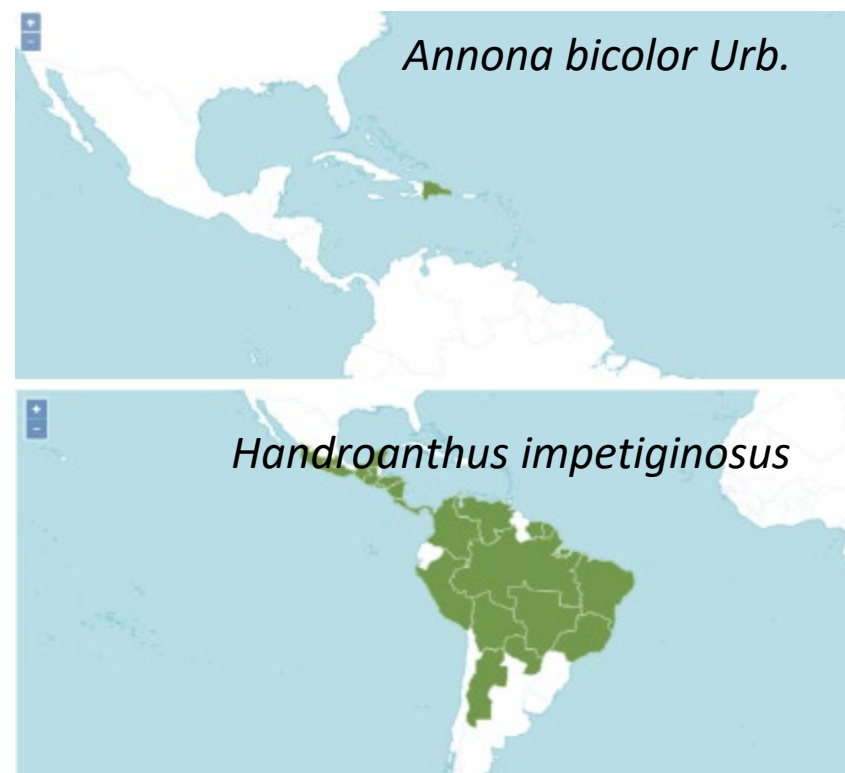 +
−
Annona bicolor Urb.
+
−
Handroanthus impetiginosus